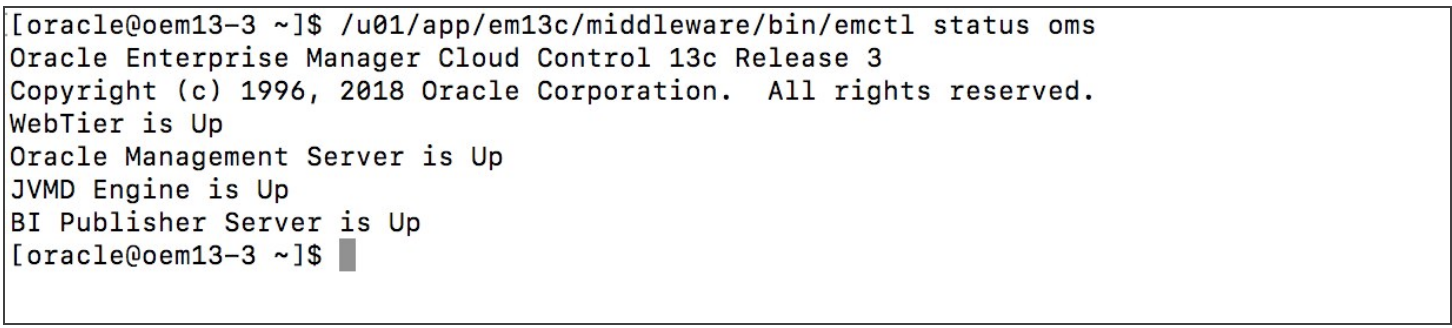 [oracle@oem13-3 ~]$ /u01/app/em13c/middleware/bin/emctl status oms
Oracle Enterprise Manager Cloud Control 13c Release 3
Copyright (c) 1996, 2018 Oracle Corporation.  All rights reserved.
WebTier is Up
Oracle Management Server is Up
JVMD Engine is Up
BI Publisher Server is Up
[oracle@oem13-3 ~]$